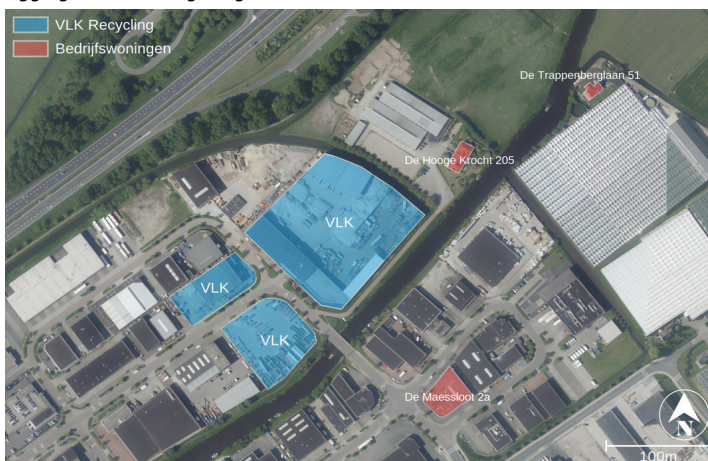 VLK Recycling
Bedrijfswoningen
De Trappenberglaan 51
De Hooge Krocht 205
VLK
VLK
VLK
De Maessloot 2a
N
100m